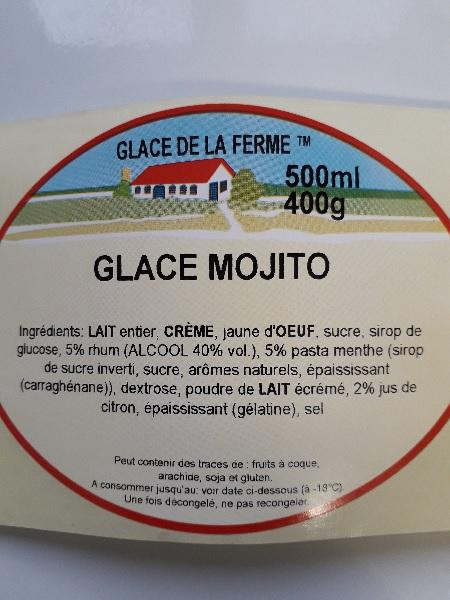 GLACE DE LA FERME ™
500ml
400g
GLACE MOJITO
Ingrédients: LAIT entier, CRÈME, jaune d'OEUF, sucre, sirop de
glucose, 5% rhum (ALCOOL 40% vol.), 5% pasta menthe (sirop
de sucre inverti, sucre, arômes naturels, épaississant
(carraghénane)), dextrose, poudre de LAIT écrémé, 2% jus de
citron, épaississant (gélatine), sel
Peut contenir des traces de : fruits à coque,
arachide, soja et gluten.
A consommer jusqu'au: voir date ci-dessous (à -18°C)
Une fois décongelé, ne pas recongeler.